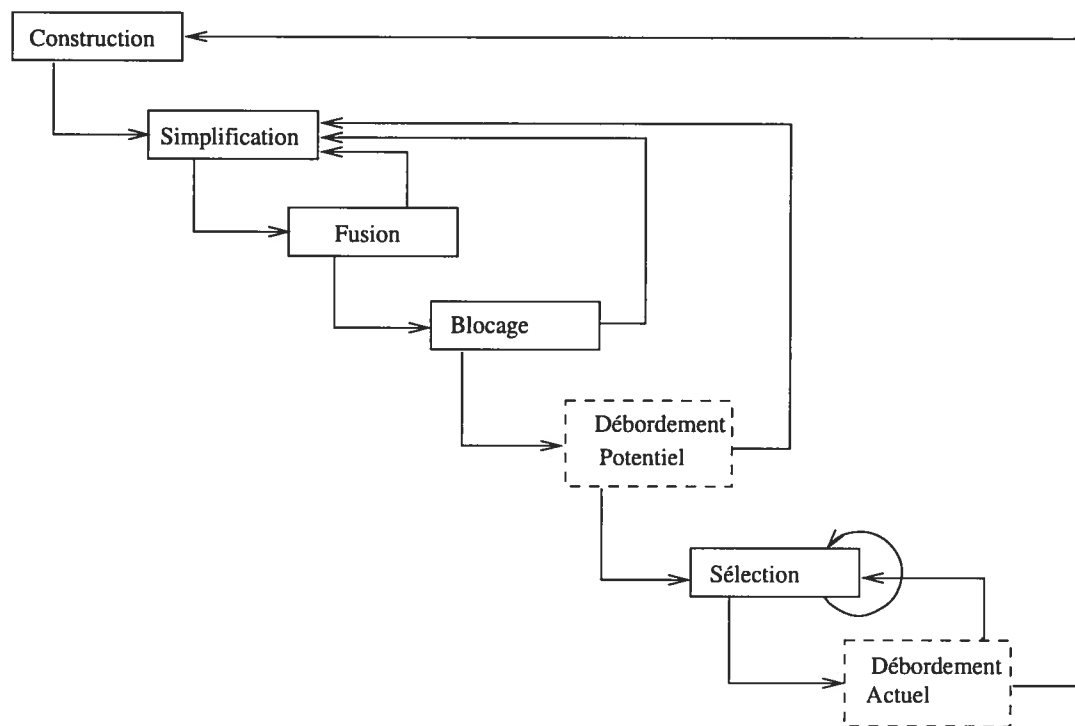 Construction
Simplification
Fusion
Blocage
Débordement
Potentiel
Sélection
Débordement
Actuel